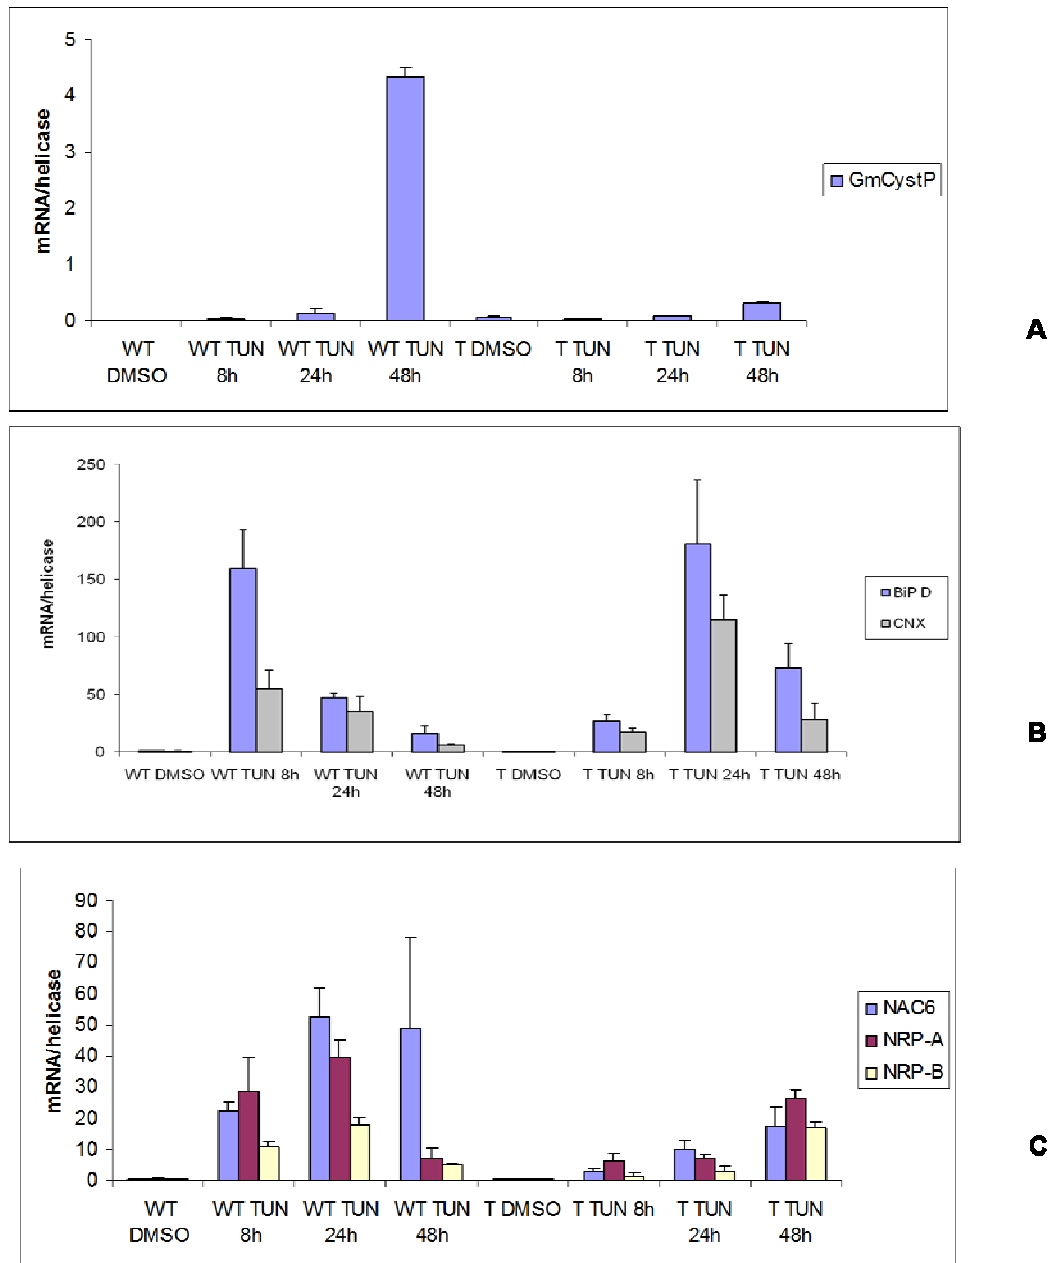 5
4
3
2
1
0
mRNA/helicase
WT DMSO
WT TUN 8h
WT TUN 24h
WT TUN 48h
T DMSO
T TUN 8h
T TUN 24h
T TUN 48h
GmCystP
A
250
200
150
100
50
0
mRNA/helicase
WT DMSO
WT TUN 8h
WT TUN 24h
WT TUN 48h
T DMSO
T TUN 8h
T TUN 24h
T TUN 48h
BiP D
CNX
B
90
80
70
60
50
40
30
20
10
0
mRNA/helicase
WT DMSO
WT TUN 8h
WT TUN 24h
WT TUN 48h
T DMSO
T TUN 8h
T TUN 24h
T TUN 48h
NAC6
NRP-A
NRP-B
C